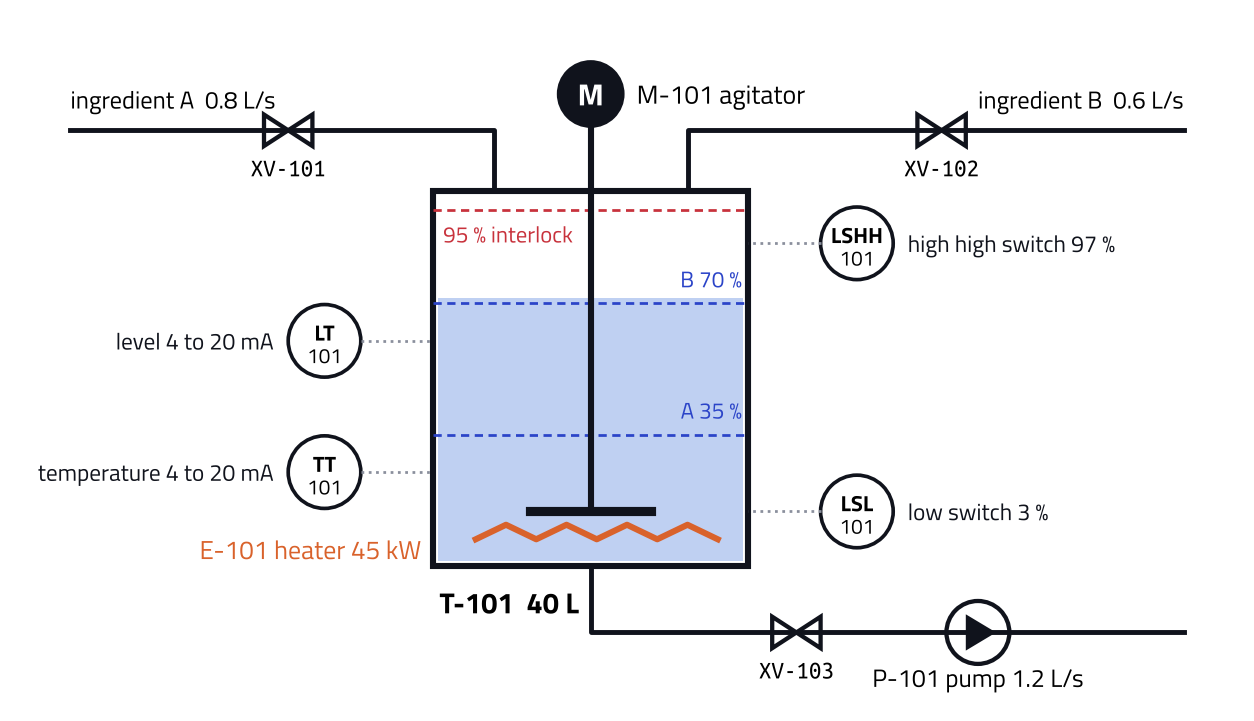 ingredient A 0.8 L/s
M
M-101 agitator
ingredient B 0.6 L/s
XV-101
XV-102
95 % interlock
LSHH
101
high high switch 97 %
B 70 %
level 4 to 20 mA
LT
101
A 35 %
temperature 4 to 20 mA
TT
101
LSL
101
low switch 3 %
E-101 heater 45 kW
T-101 40 L
XV-103
P-101 pump 1.2 L/s